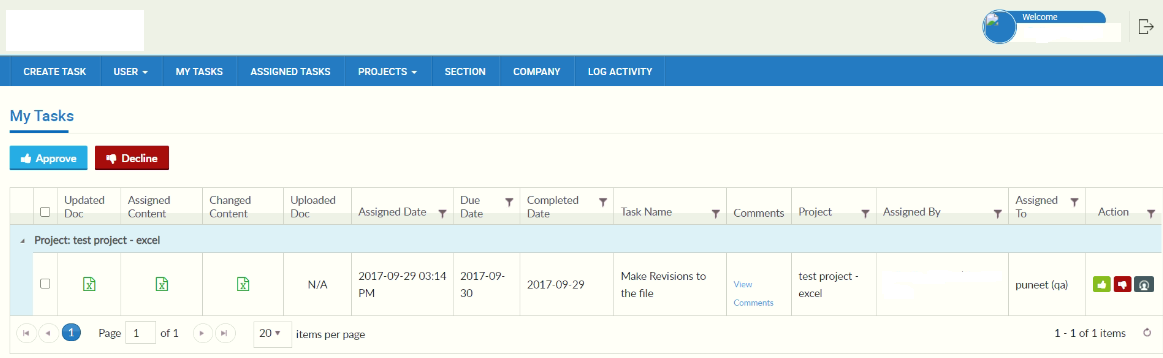 Welcome
CREATE TASK USER MY TASKS ASSIGNED TASKS PROJECTS SECTION COMPANY LOG ACTIVITY
My Tasks
Approve Decline
Updated Doc
Assigned Content
Changed Content
Uploaded Doc
Assigned Date
Due Date
Completed Date
Task Name
Comments
Project
Assigned By
Assigned To
Action
Project: test project - excel
N/A
2017-09-29 03:14
PM
2017-09-
30
2017-09-29
Make Revisions to
the file
View
Comments
test project -
excel
puneet (qa)
1 Page 1 of 1 20 items per page 1 - 1 of 1 items